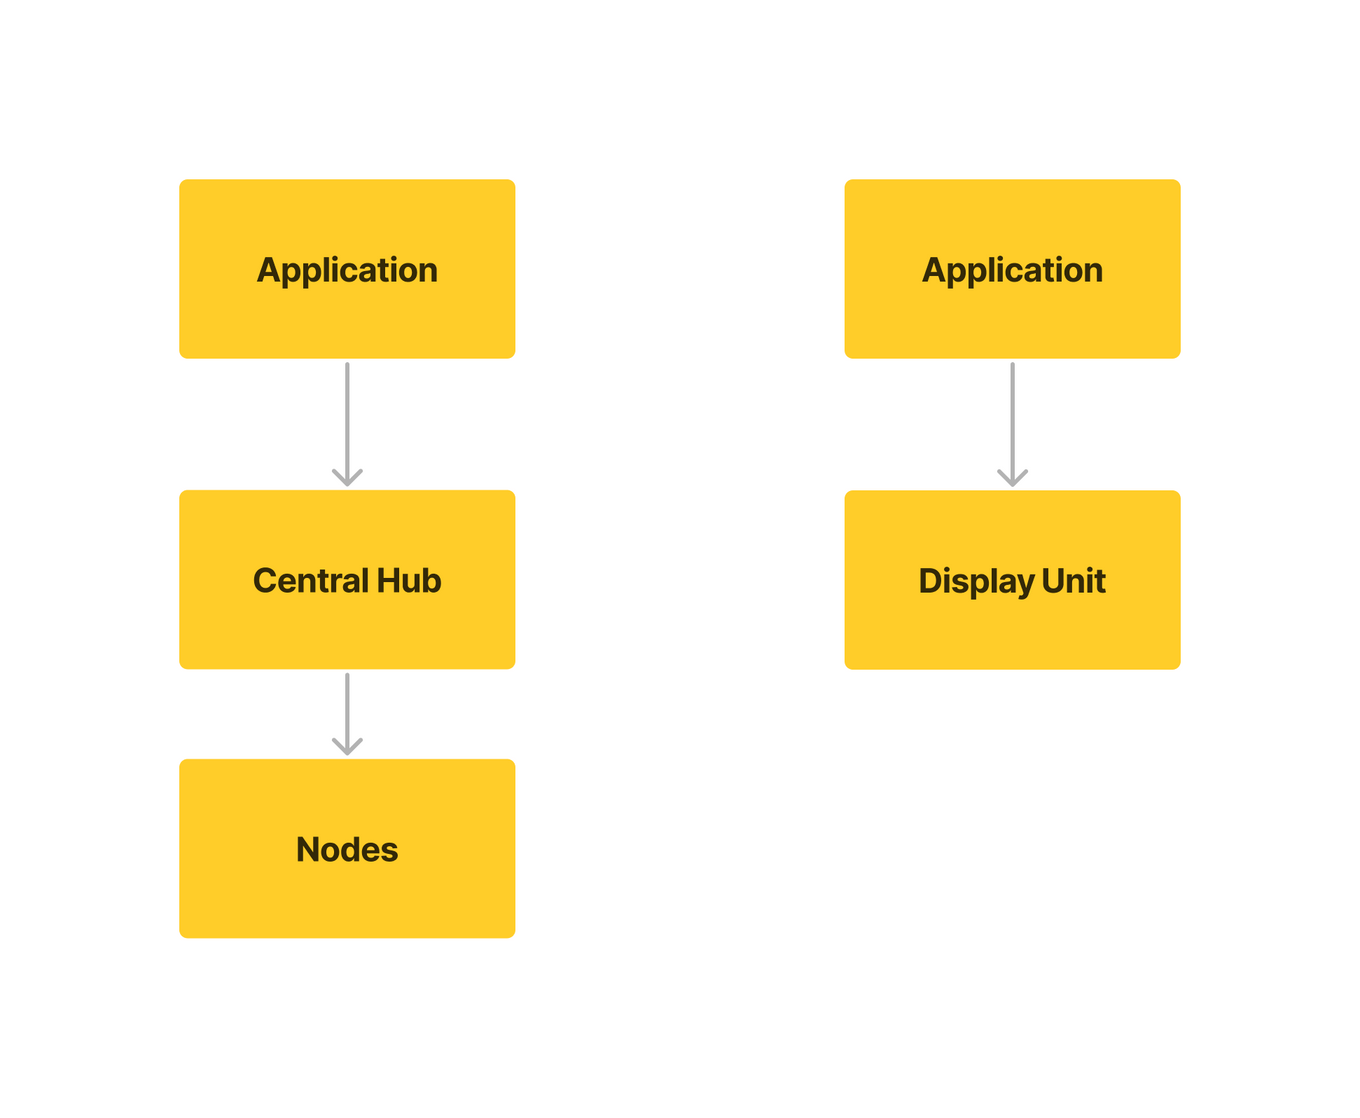 Application
Application
Central Hub
Display Unit
Nodes